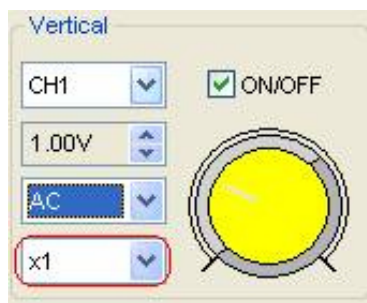 Vertical
CH1
ON/OFF
1.00V
AC
x1